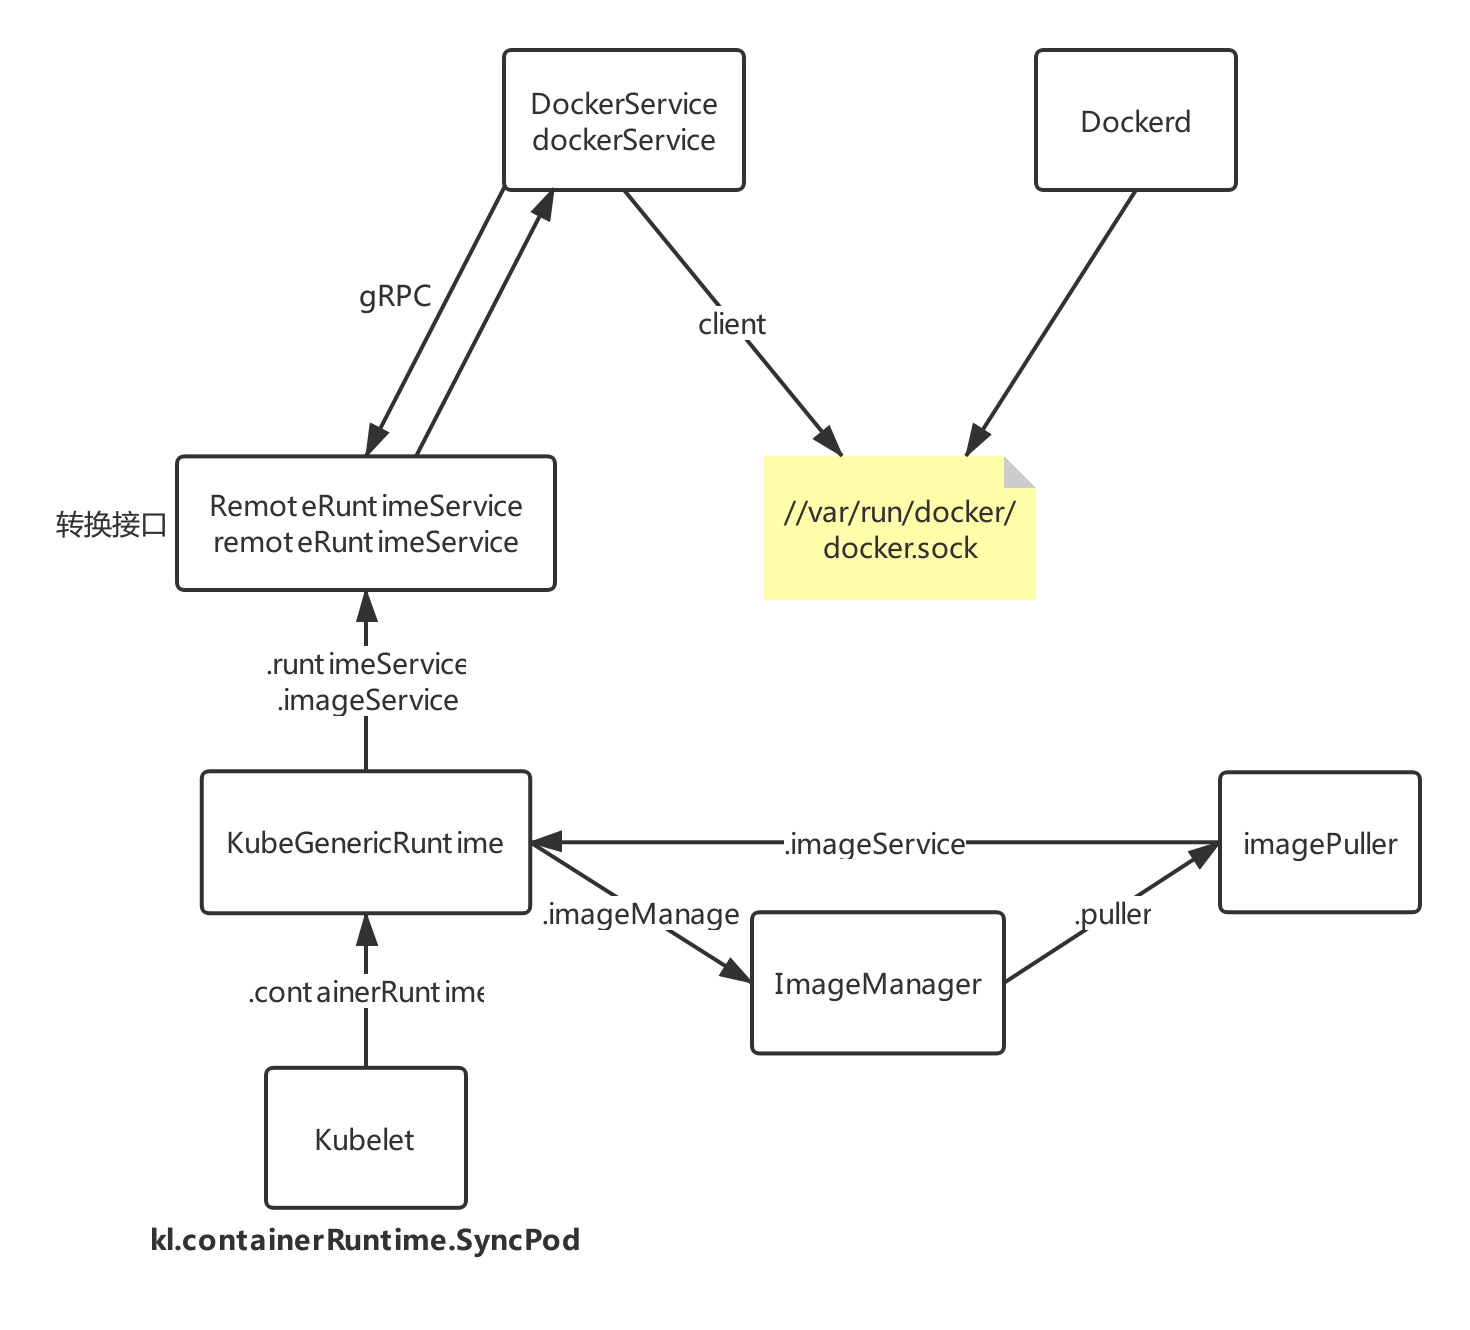 DockerService
dockerService
Dockerd
gRPC
client
转换接口
RemoteRuntimeService
remoteRuntimeService
//var/run/docker/
docker.sock
.runtimeService
.imageService
KubeGenericRuntime
.imageService
imagePuller
.imageManage
.puller
ImageManager
.containerRuntime
Kubelet
kl.containerRuntime.SyncPod